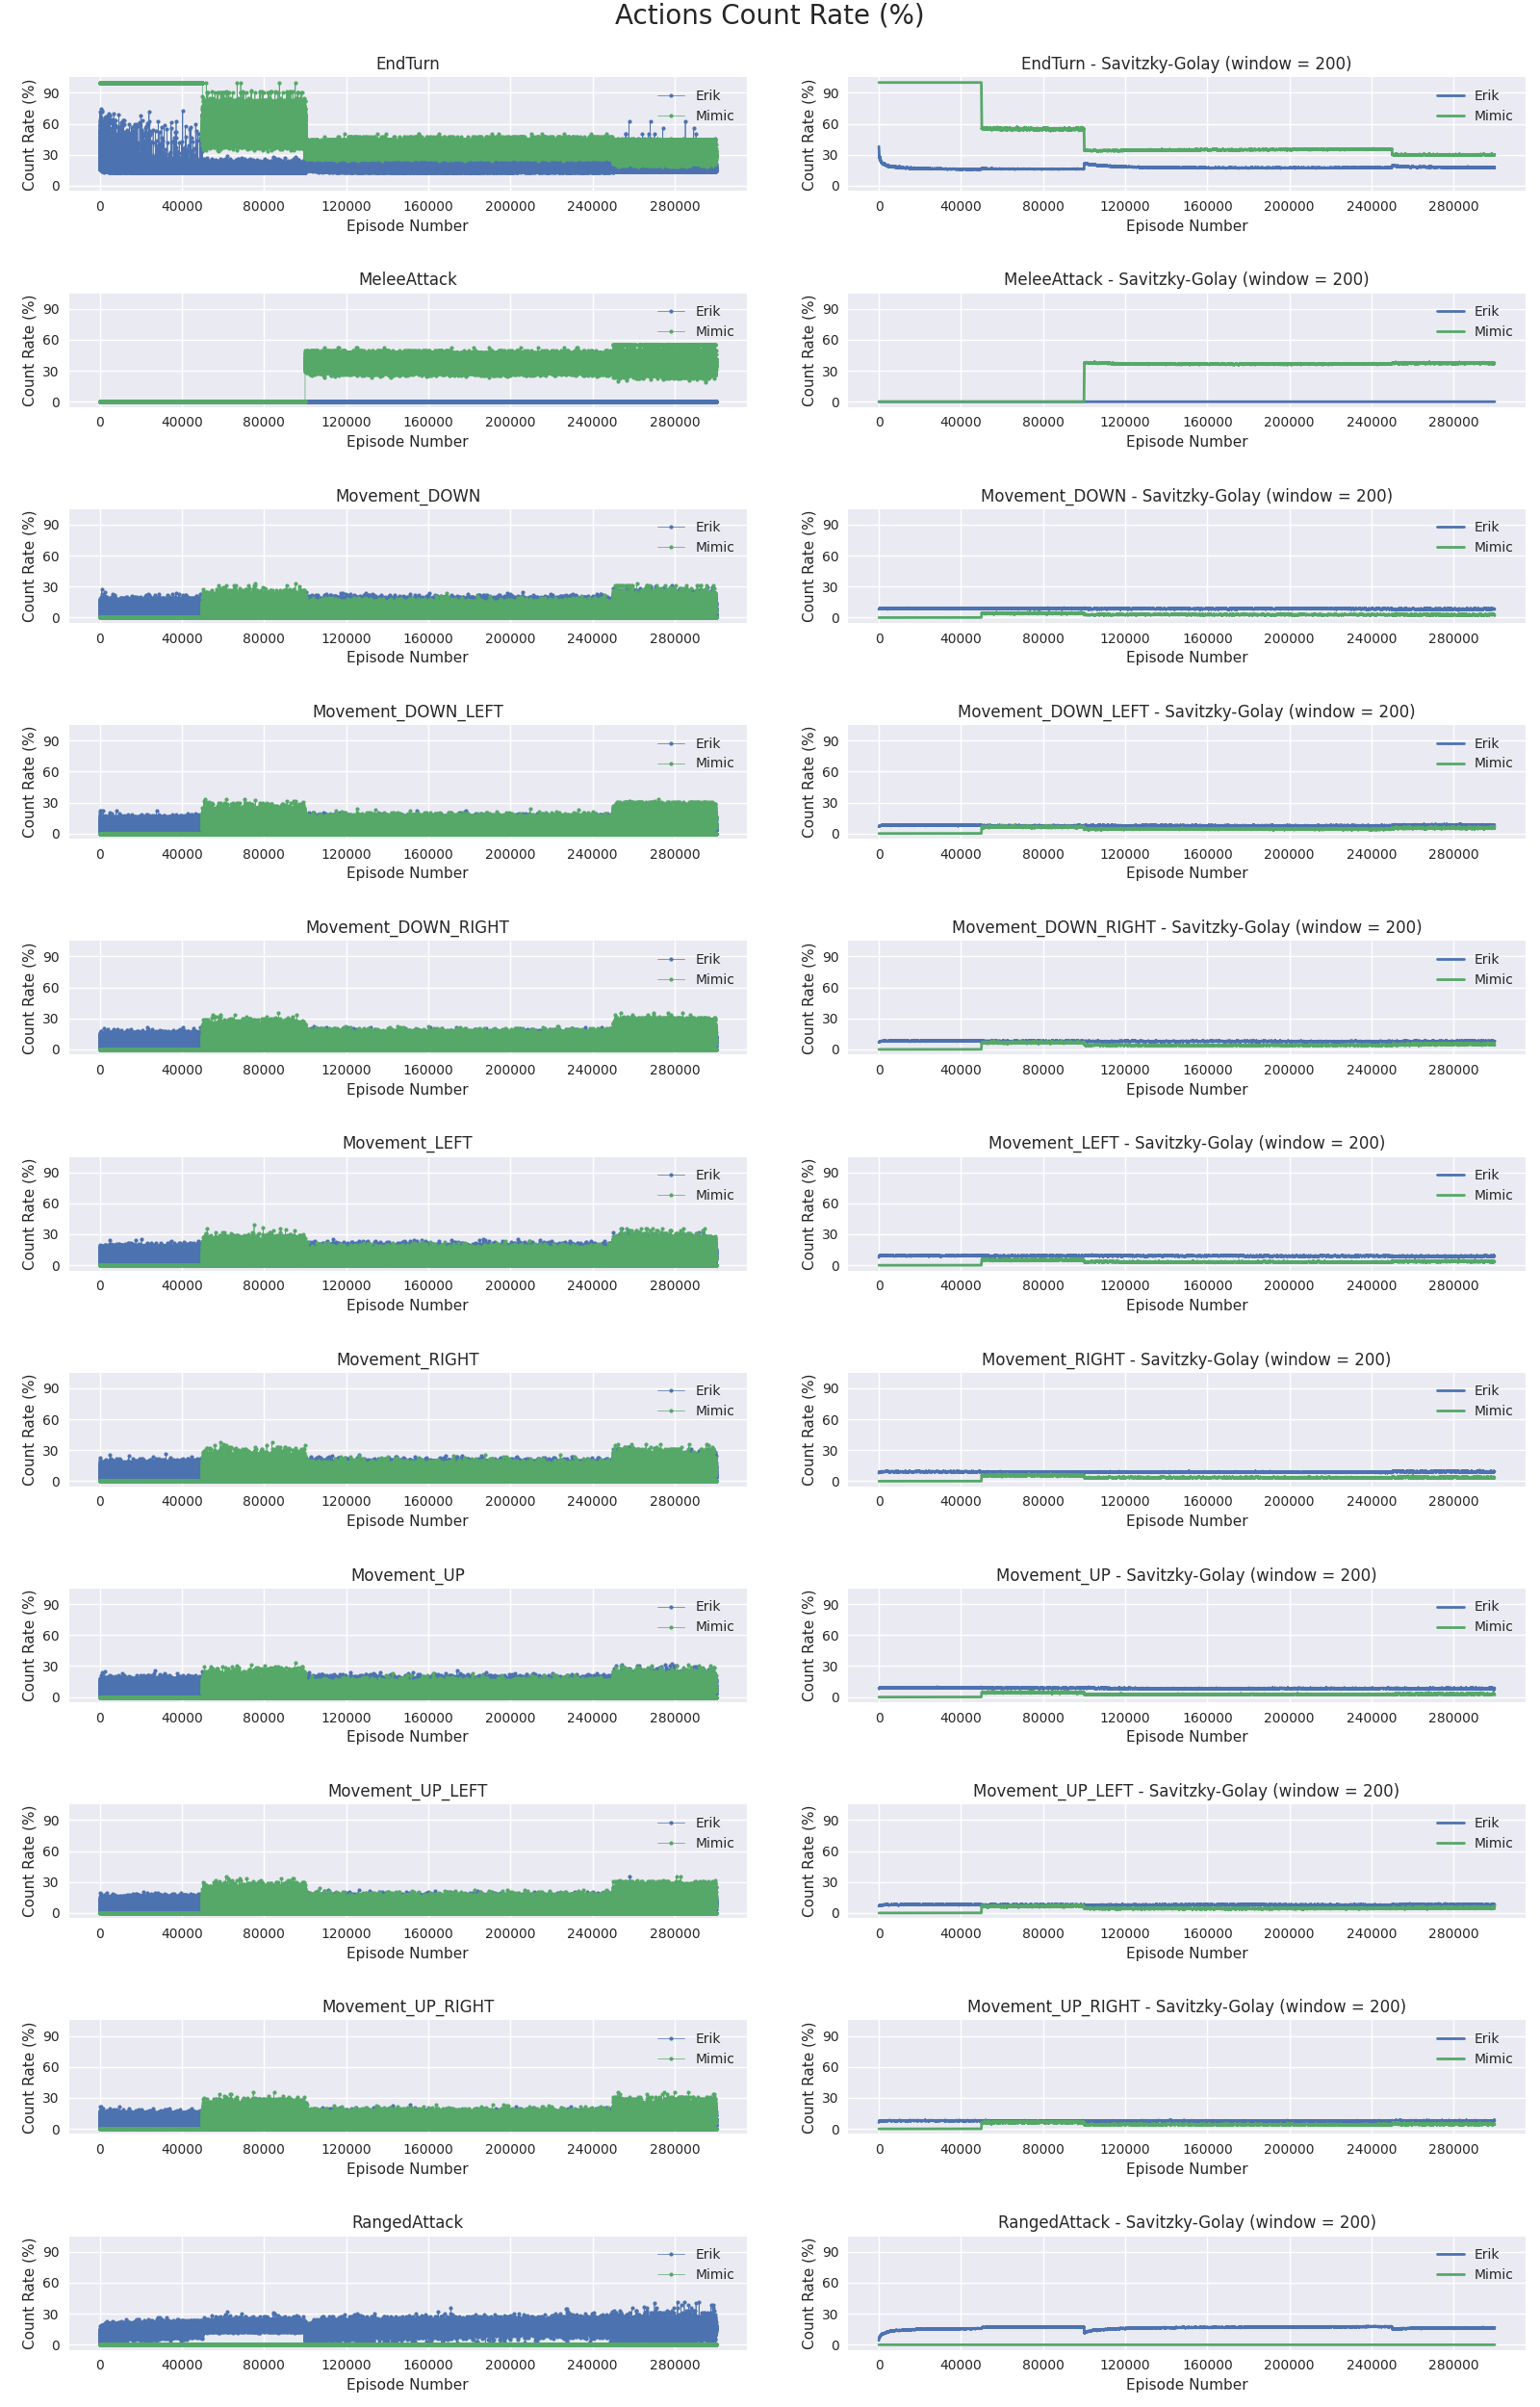 Actions Count Rate (%)
EndTurn
Count Rate (%)
90
60
30
0
Erik
Mimic
0 40000 80000 120000 160000 200000 240000 280000
Episode Number
EndTurn - Savitzky-Golay (window = 200)
Count Rate (%)
90
60
30
0
Erik
Mimic
0 40000 80000 120000 160000 200000 240000 280000
Episode Number
MeleeAttack
Count Rate (%)
90
60
30
0
Erik
Mimic
0 40000 80000 120000 160000 200000 240000 280000
Episode Number
MeleeAttack - Savitzky-Golay (window = 200)
Count Rate (%)
90
60
30
0
Erik
Mimic
0 40000 80000 120000 160000 200000 240000 280000
Episode Number
Movement_DOWN
Count Rate (%)
90
60
30
0
Erik
Mimic
0 40000 80000 120000 160000 200000 240000 280000
Episode Number
Movement_DOWN - Savitzky-Golay (window = 200)
Count Rate (%)
90
60
30
0
Erik
Mimic
0 40000 80000 120000 160000 200000 240000 280000
Episode Number
Movement_DOWN_LEFT
Count Rate (%)
90
60
30
0
Erik
Mimic
0 40000 80000 120000 160000 200000 240000 280000
Episode Number
Movement_DOWN_LEFT - Savitzky-Golay (window = 200)
Count Rate (%)
90
60
30
0
Erik
Mimic
0 40000 80000 120000 160000 200000 240000 280000
Episode Number
Movement_DOWN_RIGHT
Count Rate (%)
90
60
30
0
Erik
Mimic
0 40000 80000 120000 160000 200000 240000 280000
Episode Number
Movement_DOWN_RIGHT - Savitzky-Golay (window = 200)
Count Rate (%)
90
60
30
0
Erik
Mimic
0 40000 80000 120000 160000 200000 240000 280000
Episode Number
Movement_LEFT
Count Rate (%)
90
60
30
0
Erik
Mimic
0 40000 80000 120000 160000 200000 240000 280000
Episode Number
Movement_LEFT - Savitzky-Golay (window = 200)
Count Rate (%)
90
60
30
0
Erik
Mimic
0 40000 80000 120000 160000 200000 240000 280000
Episode Number
Movement_RIGHT
Count Rate (%)
90
60
30
0
Erik
Mimic
0 40000 80000 120000 160000 200000 240000 280000
Episode Number
Movement_RIGHT - Savitzky-Golay (window = 200)
Count Rate (%)
90
60
30
0
Erik
Mimic
0 40000 80000 120000 160000 200000 240000 280000
Episode Number
Movement_UP
Count Rate (%)
90
60
30
0
Erik
Mimic
0 40000 80000 120000 160000 200000 240000 280000
Episode Number
Movement_UP - Savitzky-Golay (window = 200)
Count Rate (%)
90
60
30
0
Erik
Mimic
0 40000 80000 120000 160000 200000 240000 280000
Episode Number
Movement_UP_LEFT
Count Rate (%)
90
60
30
0
Erik
Mimic
0 40000 80000 120000 160000 200000 240000 280000
Episode Number
Movement_UP_LEFT - Savitzky-Golay (window = 200)
Count Rate (%)
90
60
30
0
Erik
Mimic
0 40000 80000 120000 160000 200000 240000 280000
Episode Number
Movement_UP_RIGHT
Count Rate (%)
90
60
30
0
Erik
Mimic
0 40000 80000 120000 160000 200000 240000 280000
Episode Number
Movement_UP_RIGHT - Savitzky-Golay (window = 200)
Count Rate (%)
90
60
30
0
Erik
Mimic
0 40000 80000 120000 160000 200000 240000 280000
Episode Number
RangedAttack
Count Rate (%)
90
60
30
0
Erik
Mimic
0 40000 80000 120000 160000 200000 240000 280000
Episode Number
RangedAttack - Savitzky-Golay (window = 200)
Count Rate (%)
90
60
30
0
Erik
Mimic
0 40000 80000 120000 160000 200000 240000 280000
Episode Number